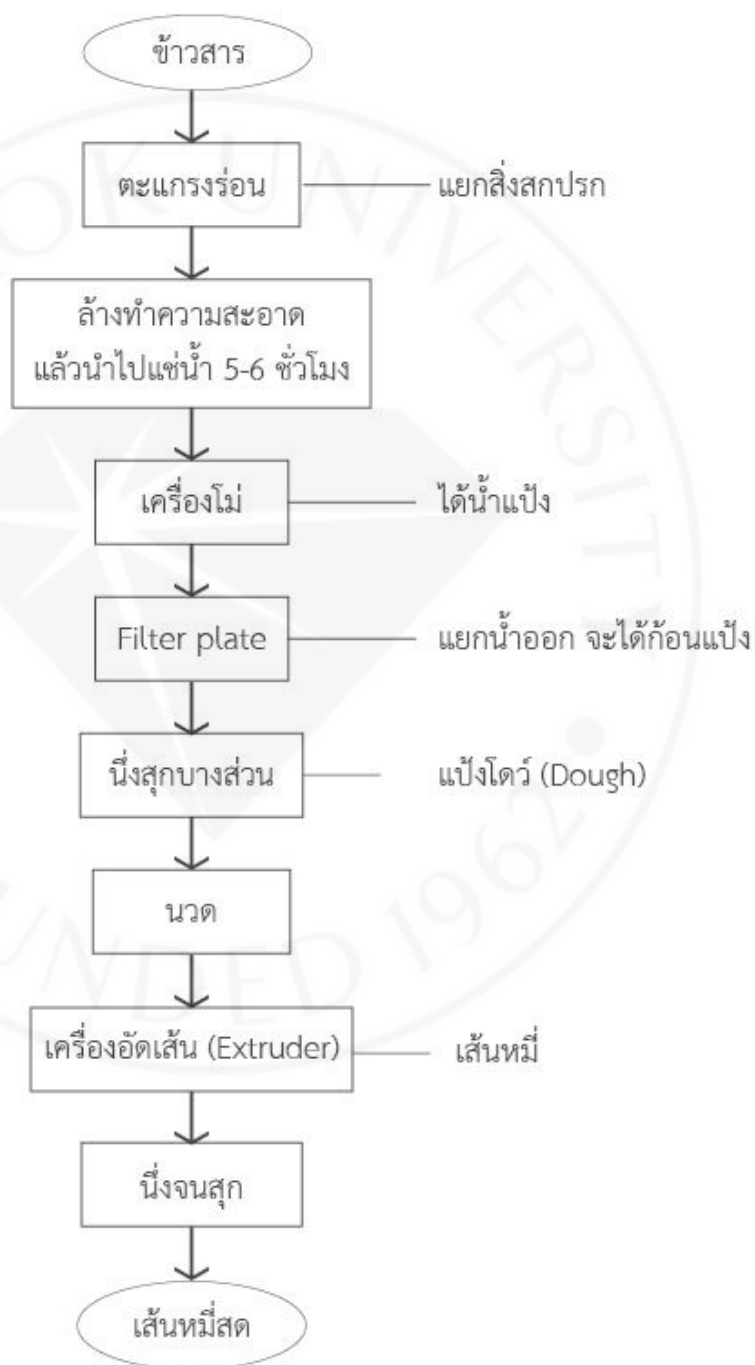 ข้าวสาร
ตะแกรงร่อน
แยกสิ่งสกปรก
ล้างทำความสะอาด
แล้วนำไปแช่น้ำ 5-6 ชั่วโมง
เครื่องโม่
ได้น้ำแป้ง
Filter plate
แยกน้ำออก จะได้ก้อนแป้ง
นึ่งสุกบางส่วน
แป้งโดว์ (Dough)
นวด
เครื่องอัดเส้น (Extruder)
เส้นหมี่
นึ่งจนสุก
เส้นหมี่สด
OK UNIVERSITY
UNDED 1962